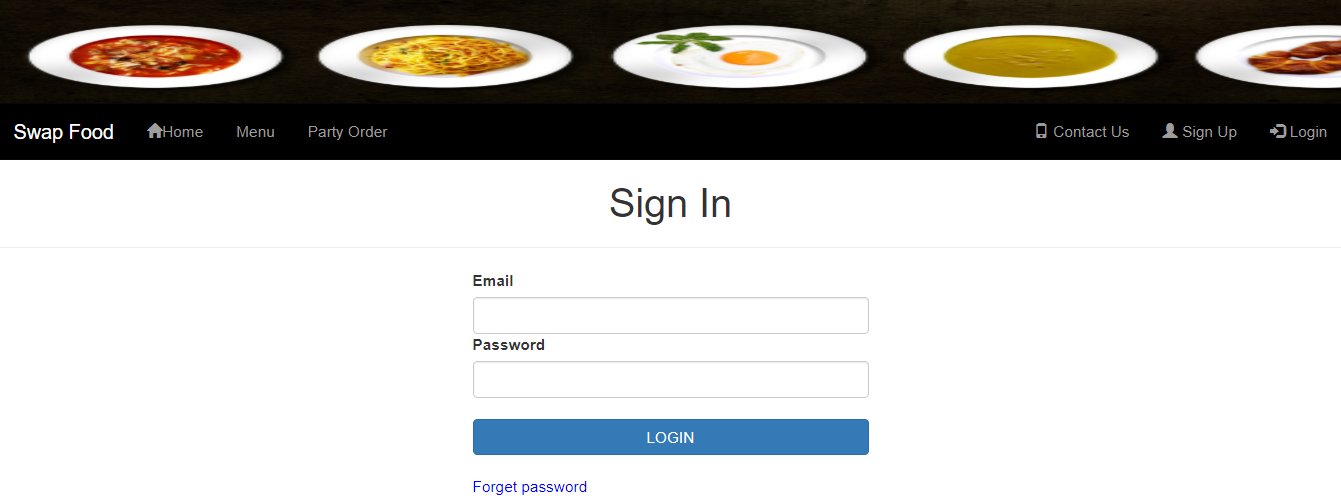 Swap Food Home Menu Party Order Contact Us Sign Up Login
Sign In
Email
Password
LOGIN
Forget password